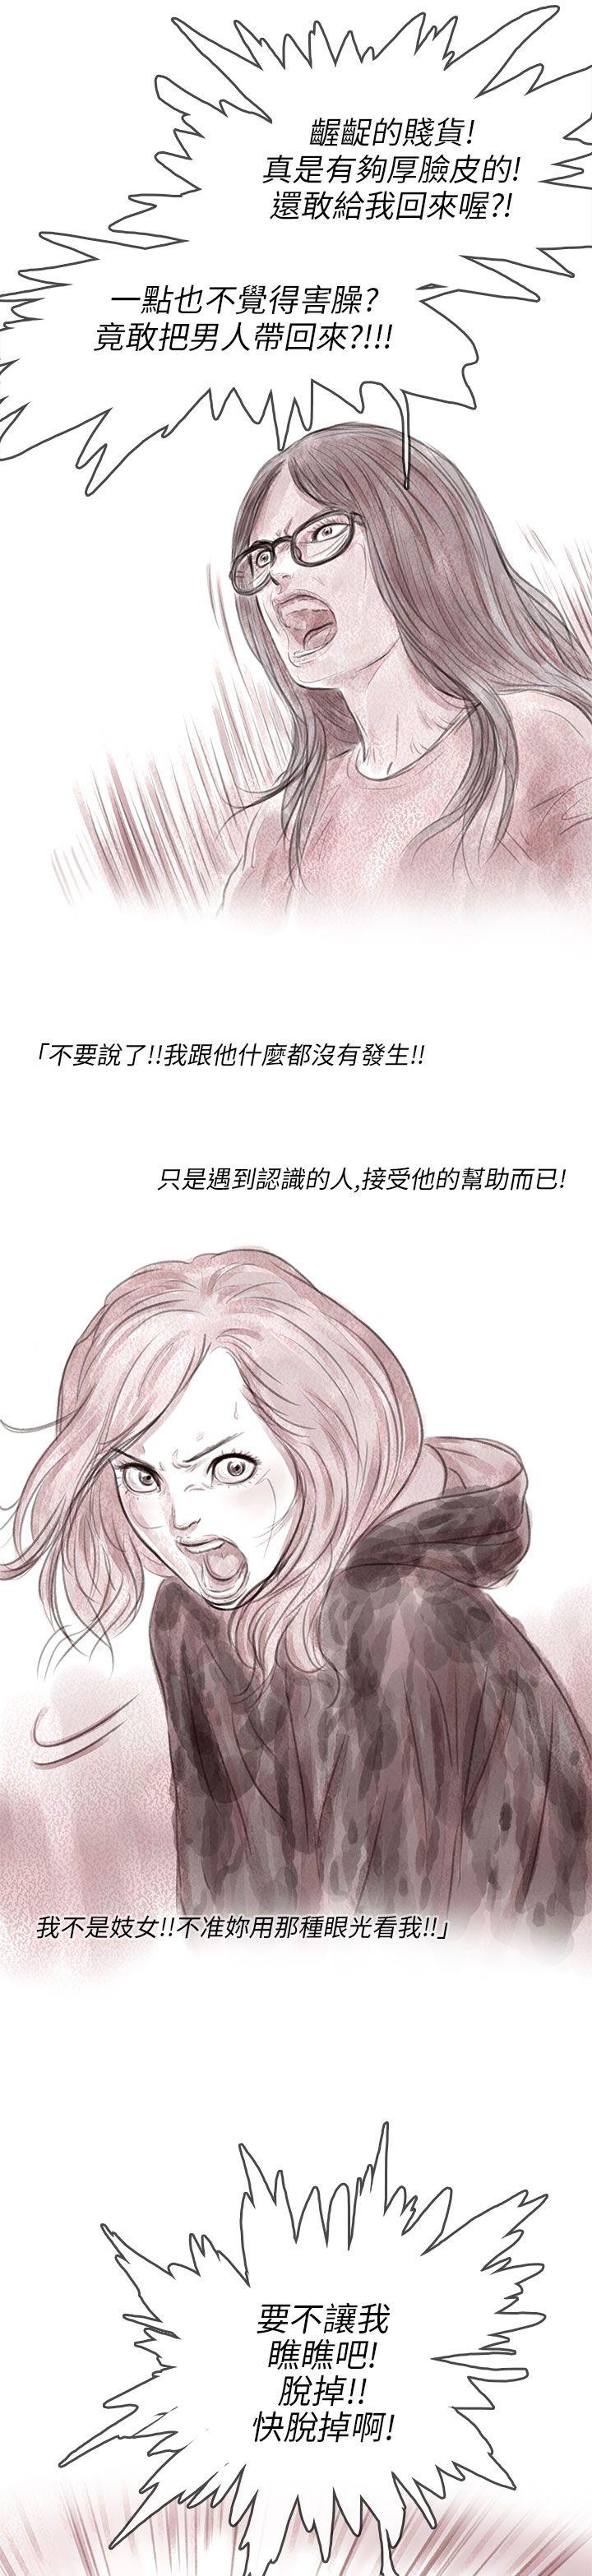 齷齪的賤貨!
真是有夠厚臉皮的!
還敢給我回來喔?!
一點也不覺得害臊?
竟敢把男人帶回來?!!!
「不要說了!!我跟他什麼都沒有發生!!
只是遇到認識的人,接受他的幫助而已!
我不是妓女!!不准妳用那種眼光看我!!」
要不讓我
瞧瞧吧!
脫掉!!
快脫掉啊!